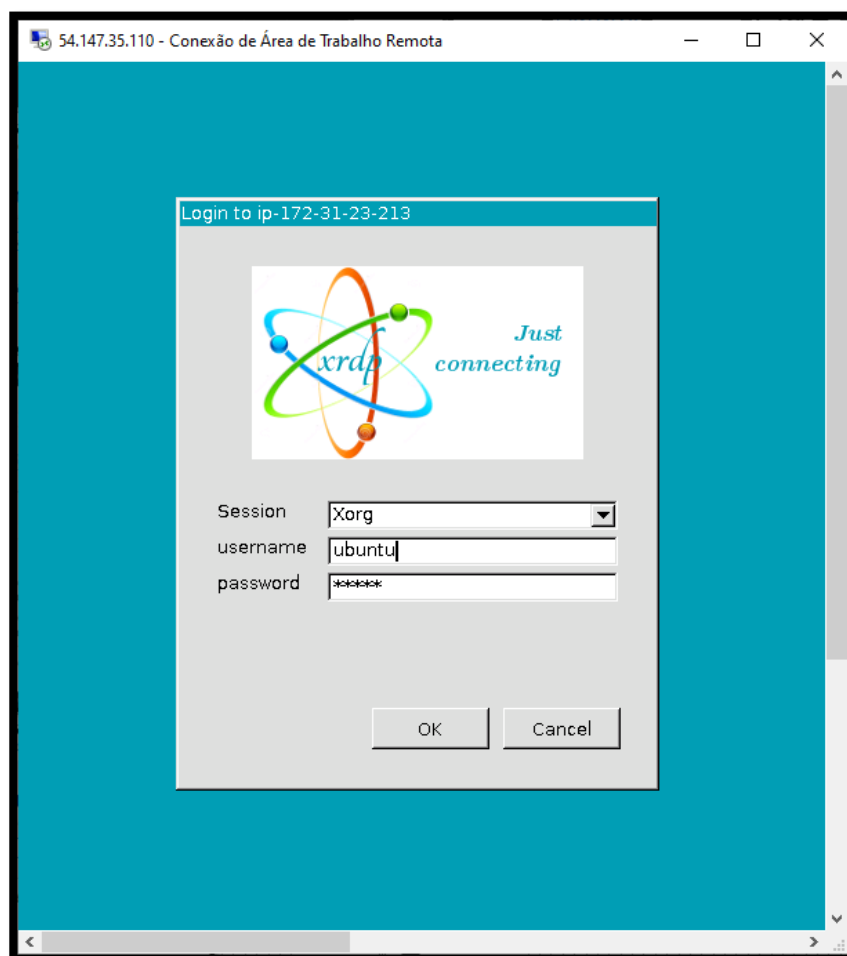 54.147.35.110 - Conexão de Área de Trabalho Remota
Login to ip-172-31-23-213
Just
xrdp connecting
Session Xorg
username ubuntu
password *****
OK Cancel